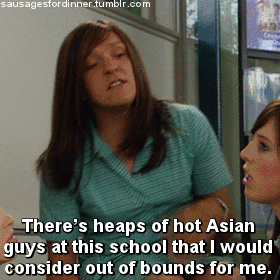 sausagesfordinner.tumblr.com
There's heaps of hot Asian
guys at this school that I would
consider out of bounds for me.